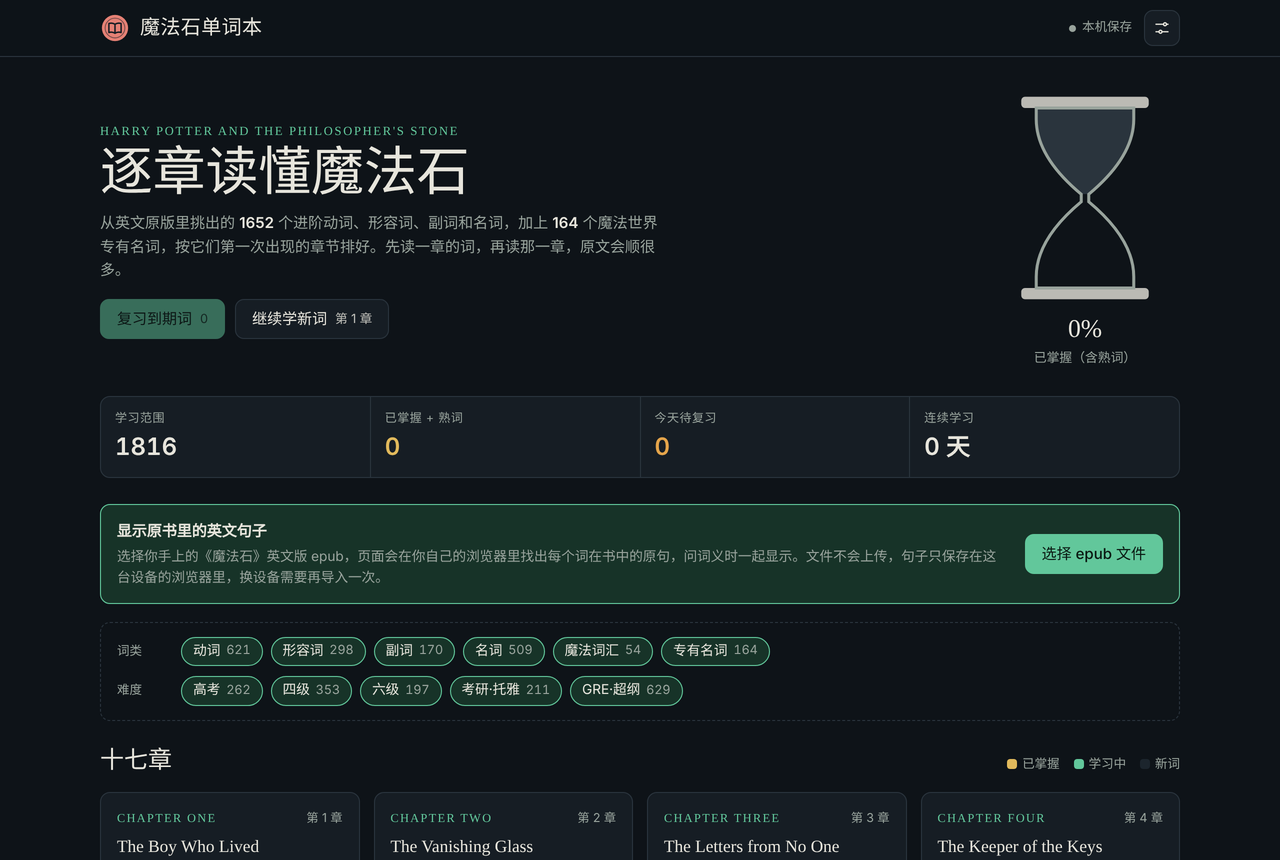 魔法石单词本
本机保存
HARRY POTTER AND THE PHILOSOPHER'S STONE
逐章读懂魔法石
从英文原版里挑出的 1652 个进阶动词、形容词、副词和名词，加上 164 个魔法世界
专有名词，按它们第一次出现的章节排好。先读一章的词，再读那一章，原文会顺很
多。
复习到期词 0
继续学新词 第 1 章
0%
已掌握（含熟词）
学习范围
1816
已掌握 + 熟词
0
今天待复习
0
连续学习
0 天
显示原书里的英文句子
选择你手上的《魔法石》英文版 epub，页面会在你自己的浏览器里找出每个词在书中的原句，问词义时一起显示。文件不会上传，句子只保存在这
台设备的浏览器里，换设备需要再导入一次。
选择 epub 文件
词类 动词 621 形容词 298 副词 170 名词 509 魔法词汇 54 专有名词 164
难度 高考 262 四级 353 六级 197 考研·托雅 211 GRE·超纲 629
十七章
已掌握 学习中 新词
CHAPTER ONE 第 1 章
The Boy Who Lived
CHAPTER TWO 第 2 章
The Vanishing Glass
CHAPTER THREE 第 3 章
The Letters from No One
CHAPTER FOUR 第 4 章
The Keeper of the Keys